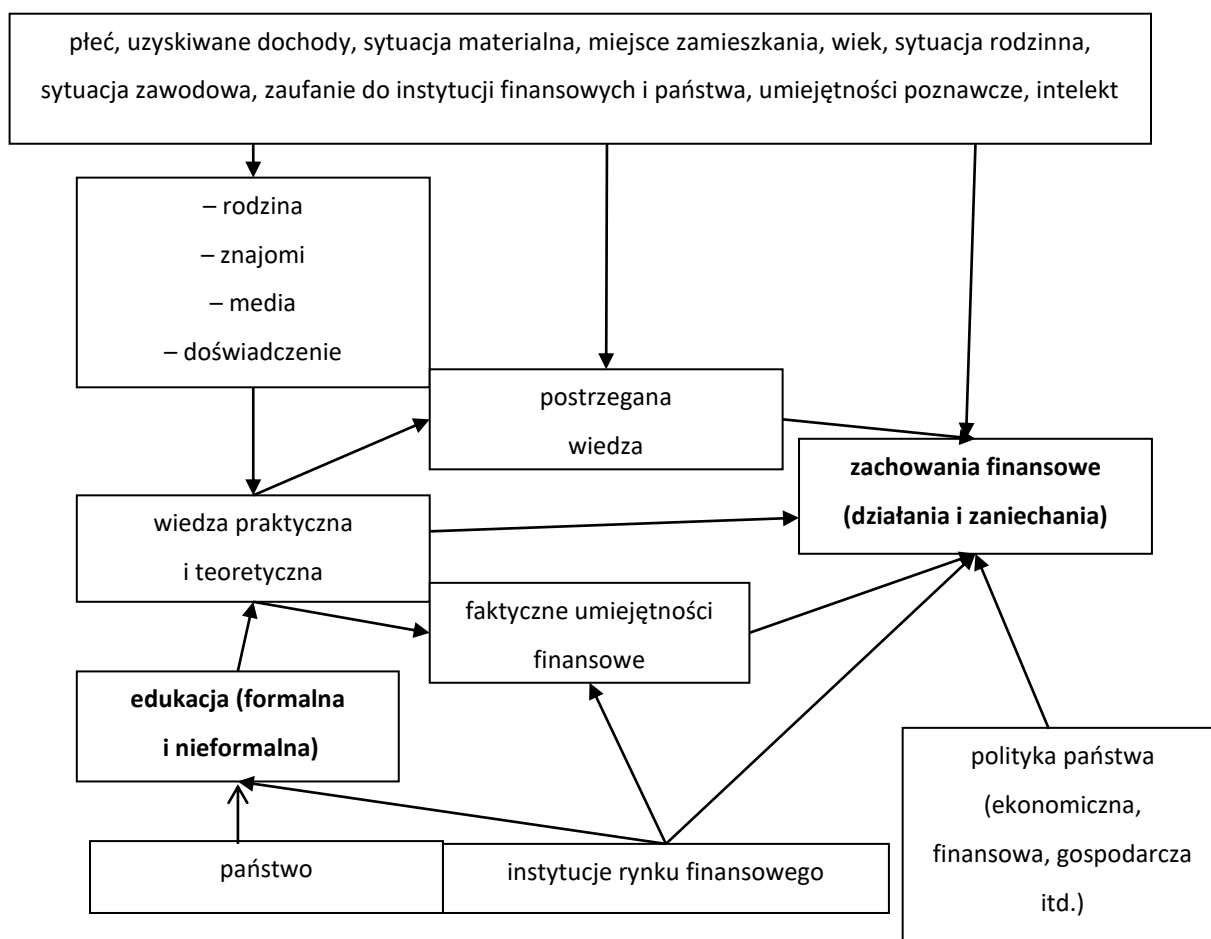 płeć, uzyskiwane dochody, sytuacja materialna, miejsce zamieszkania, wiek, sytuacja rodzinna,
sytuacja zawodowa, zaufanie do instytucji finansowych i państwa, umiejętności poznawcze, intelekt
– rodzina
– znajomi
– media
– doświadczenie
postrzegana
wiedza
zachowania finansowe
(działania i zaniechania)
wiedza praktyczna
i teoretyczna
faktyczne umiejętności
finansowe
edukacja (formalna
i nieformalna)
polityka państwa
(ekonomiczna,
finansowa, gospodarcza
itd.)
państwo
instytucje rynku finansowego